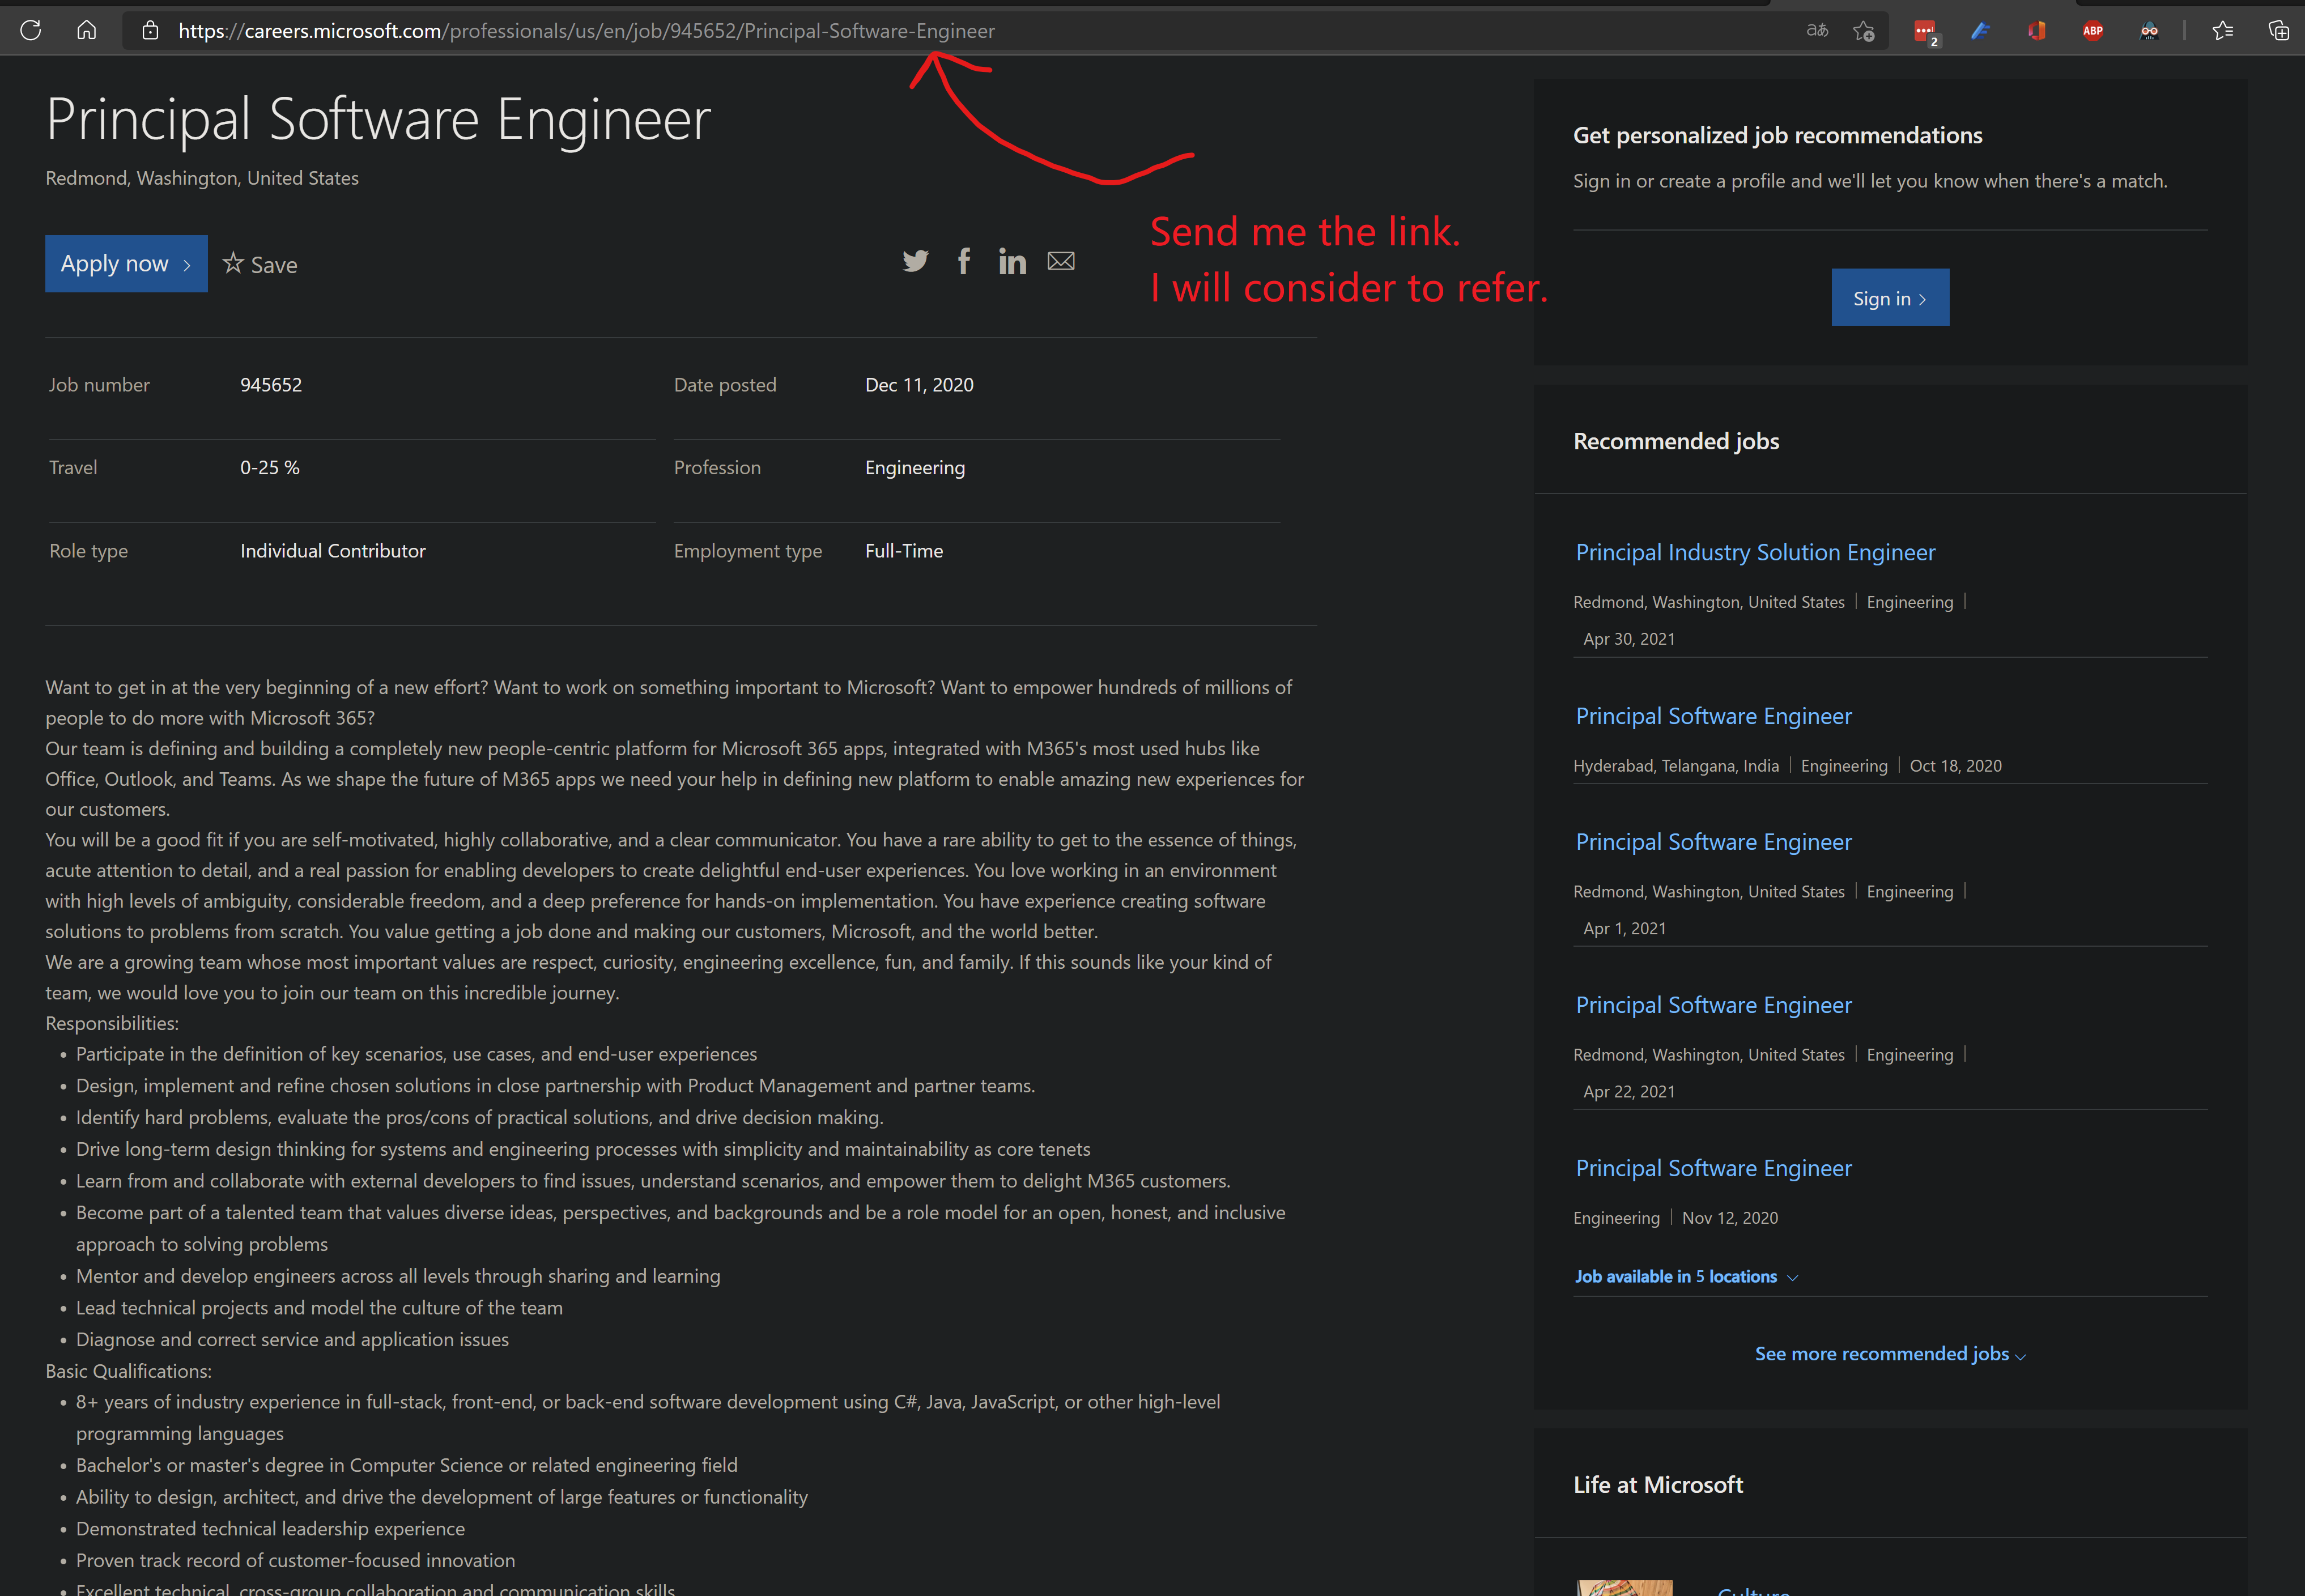 https://careers.microsoft.com/professionals/us/en/job/945652/Principal-Software-Engineer
aあ
2
ABP
Principal Software Engineer
Redmond, Washington, United States
Apply now
Save
Send me the link.
I will consider to refer.
Job number 945652 Date posted Dec 11, 2020
Travel 0-25 % Profession Engineering
Role type Individual Contributor Employment type Full-Time
Want to get in at the very beginning of a new effort? Want to work on something important to Microsoft? Want to empower hundreds of millions of
people to do more with Microsoft 365?
Our team is defining and building a completely new people-centric platform for Microsoft 365 apps, integrated with M365's most used hubs like
Office, Outlook, and Teams. As we shape the future of M365 apps we need your help in defining new platform to enable amazing new experiences for
our customers.
You will be a good fit if you are self-motivated, highly collaborative, and a clear communicator. You have a rare ability to get to the essence of things,
acute attention to detail, and a real passion for enabling developers to create delightful end-user experiences. You love working in an environment
with high levels of ambiguity, considerable freedom, and a deep preference for hands-on implementation. You have experience creating software
solutions to problems from scratch. You value getting a job done and making our customers, Microsoft, and the world better.
We are a growing team whose most important values are respect, curiosity, engineering excellence, fun, and family. If this sounds like your kind of
team, we would love you to join our team on this incredible journey.
Responsibilities:
• Participate in the definition of key scenarios, use cases, and end-user experiences
• Design, implement and refine chosen solutions in close partnership with Product Management and partner teams.
• Identify hard problems, evaluate the pros/cons of practical solutions, and drive decision making.
• Drive long-term design thinking for systems and engineering processes with simplicity and maintainability as core tenets
• Learn from and collaborate with external developers to find issues, understand scenarios, and empower them to delight M365 customers.
• Become part of a talented team that values diverse ideas, perspectives, and backgrounds and be a role model for an open, honest, and inclusive
approach to solving problems
• Mentor and develop engineers across all levels through sharing and learning
• Lead technical projects and model the culture of the team
• Diagnose and correct service and application issues
Basic Qualifications:
• 8+ years of industry experience in full-stack, front-end, or back-end software development using C#, Java, JavaScript, or other high-level
programming languages
• Bachelor's or master's degree in Computer Science or related engineering field
• Ability to design, architect, and drive the development of large features or functionality
• Demonstrated technical leadership experience
• Proven track record of customer-focused innovation
• Excellent technical, cross-group collaboration and communication skills
Get personalized job recommendations
Sign in or create a profile and we'll let you know when there's a match.
Sign in
Recommended jobs
Principal Industry Solution Engineer
Redmond, Washington, United States | Engineering |
Apr 30, 2021
Principal Software Engineer
Hyderabad, Telangana, India | Engineering | Oct 18, 2020
Principal Software Engineer
Redmond, Washington, United States | Engineering |
Apr 1, 2021
Principal Software Engineer
Redmond, Washington, United States | Engineering |
Apr 22, 2021
Principal Software Engineer
Engineering | Nov 12, 2020
Job available in 5 locations
See more recommended jobs
Life at Microsoft
Culture